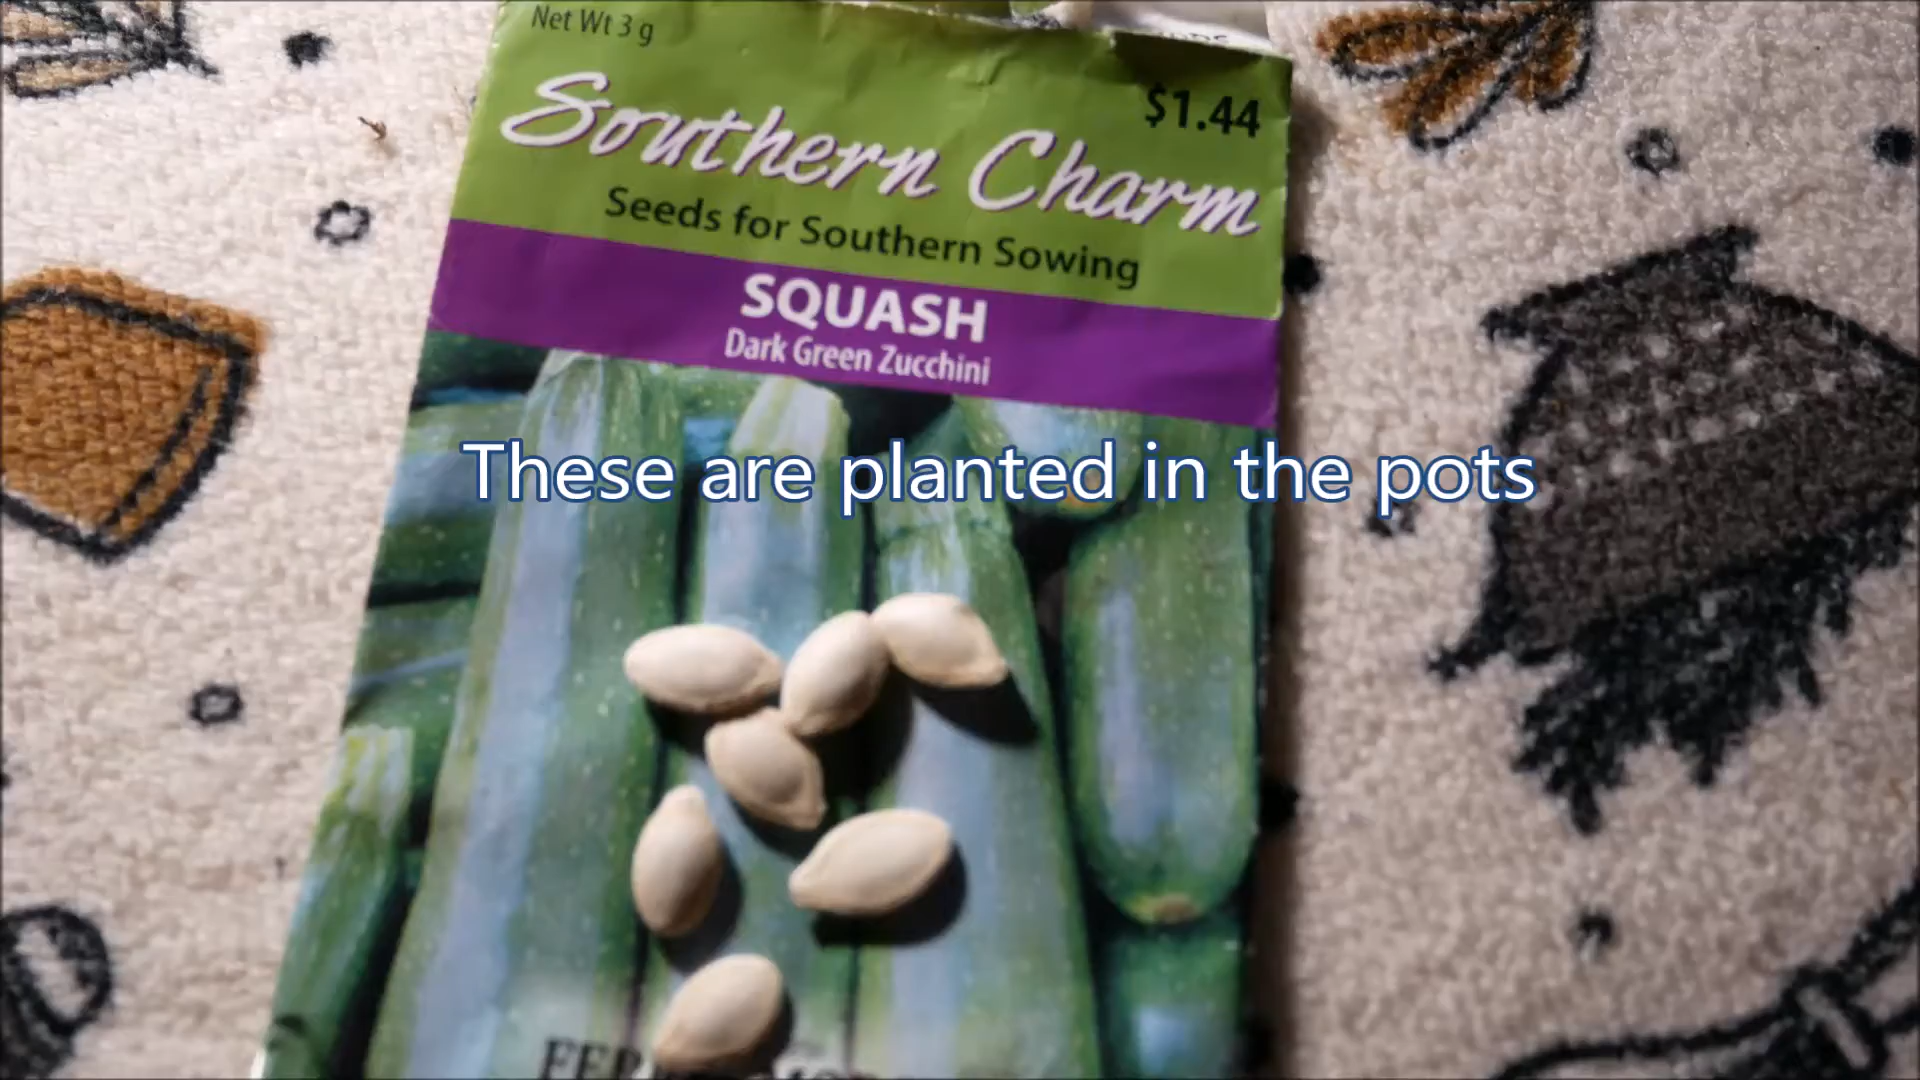 Net Wt 3 g
$1.44
Southern Charm
Seeds for Southern Sowing
SQUASH
Dark Green Zucchini
These are planted in the pots